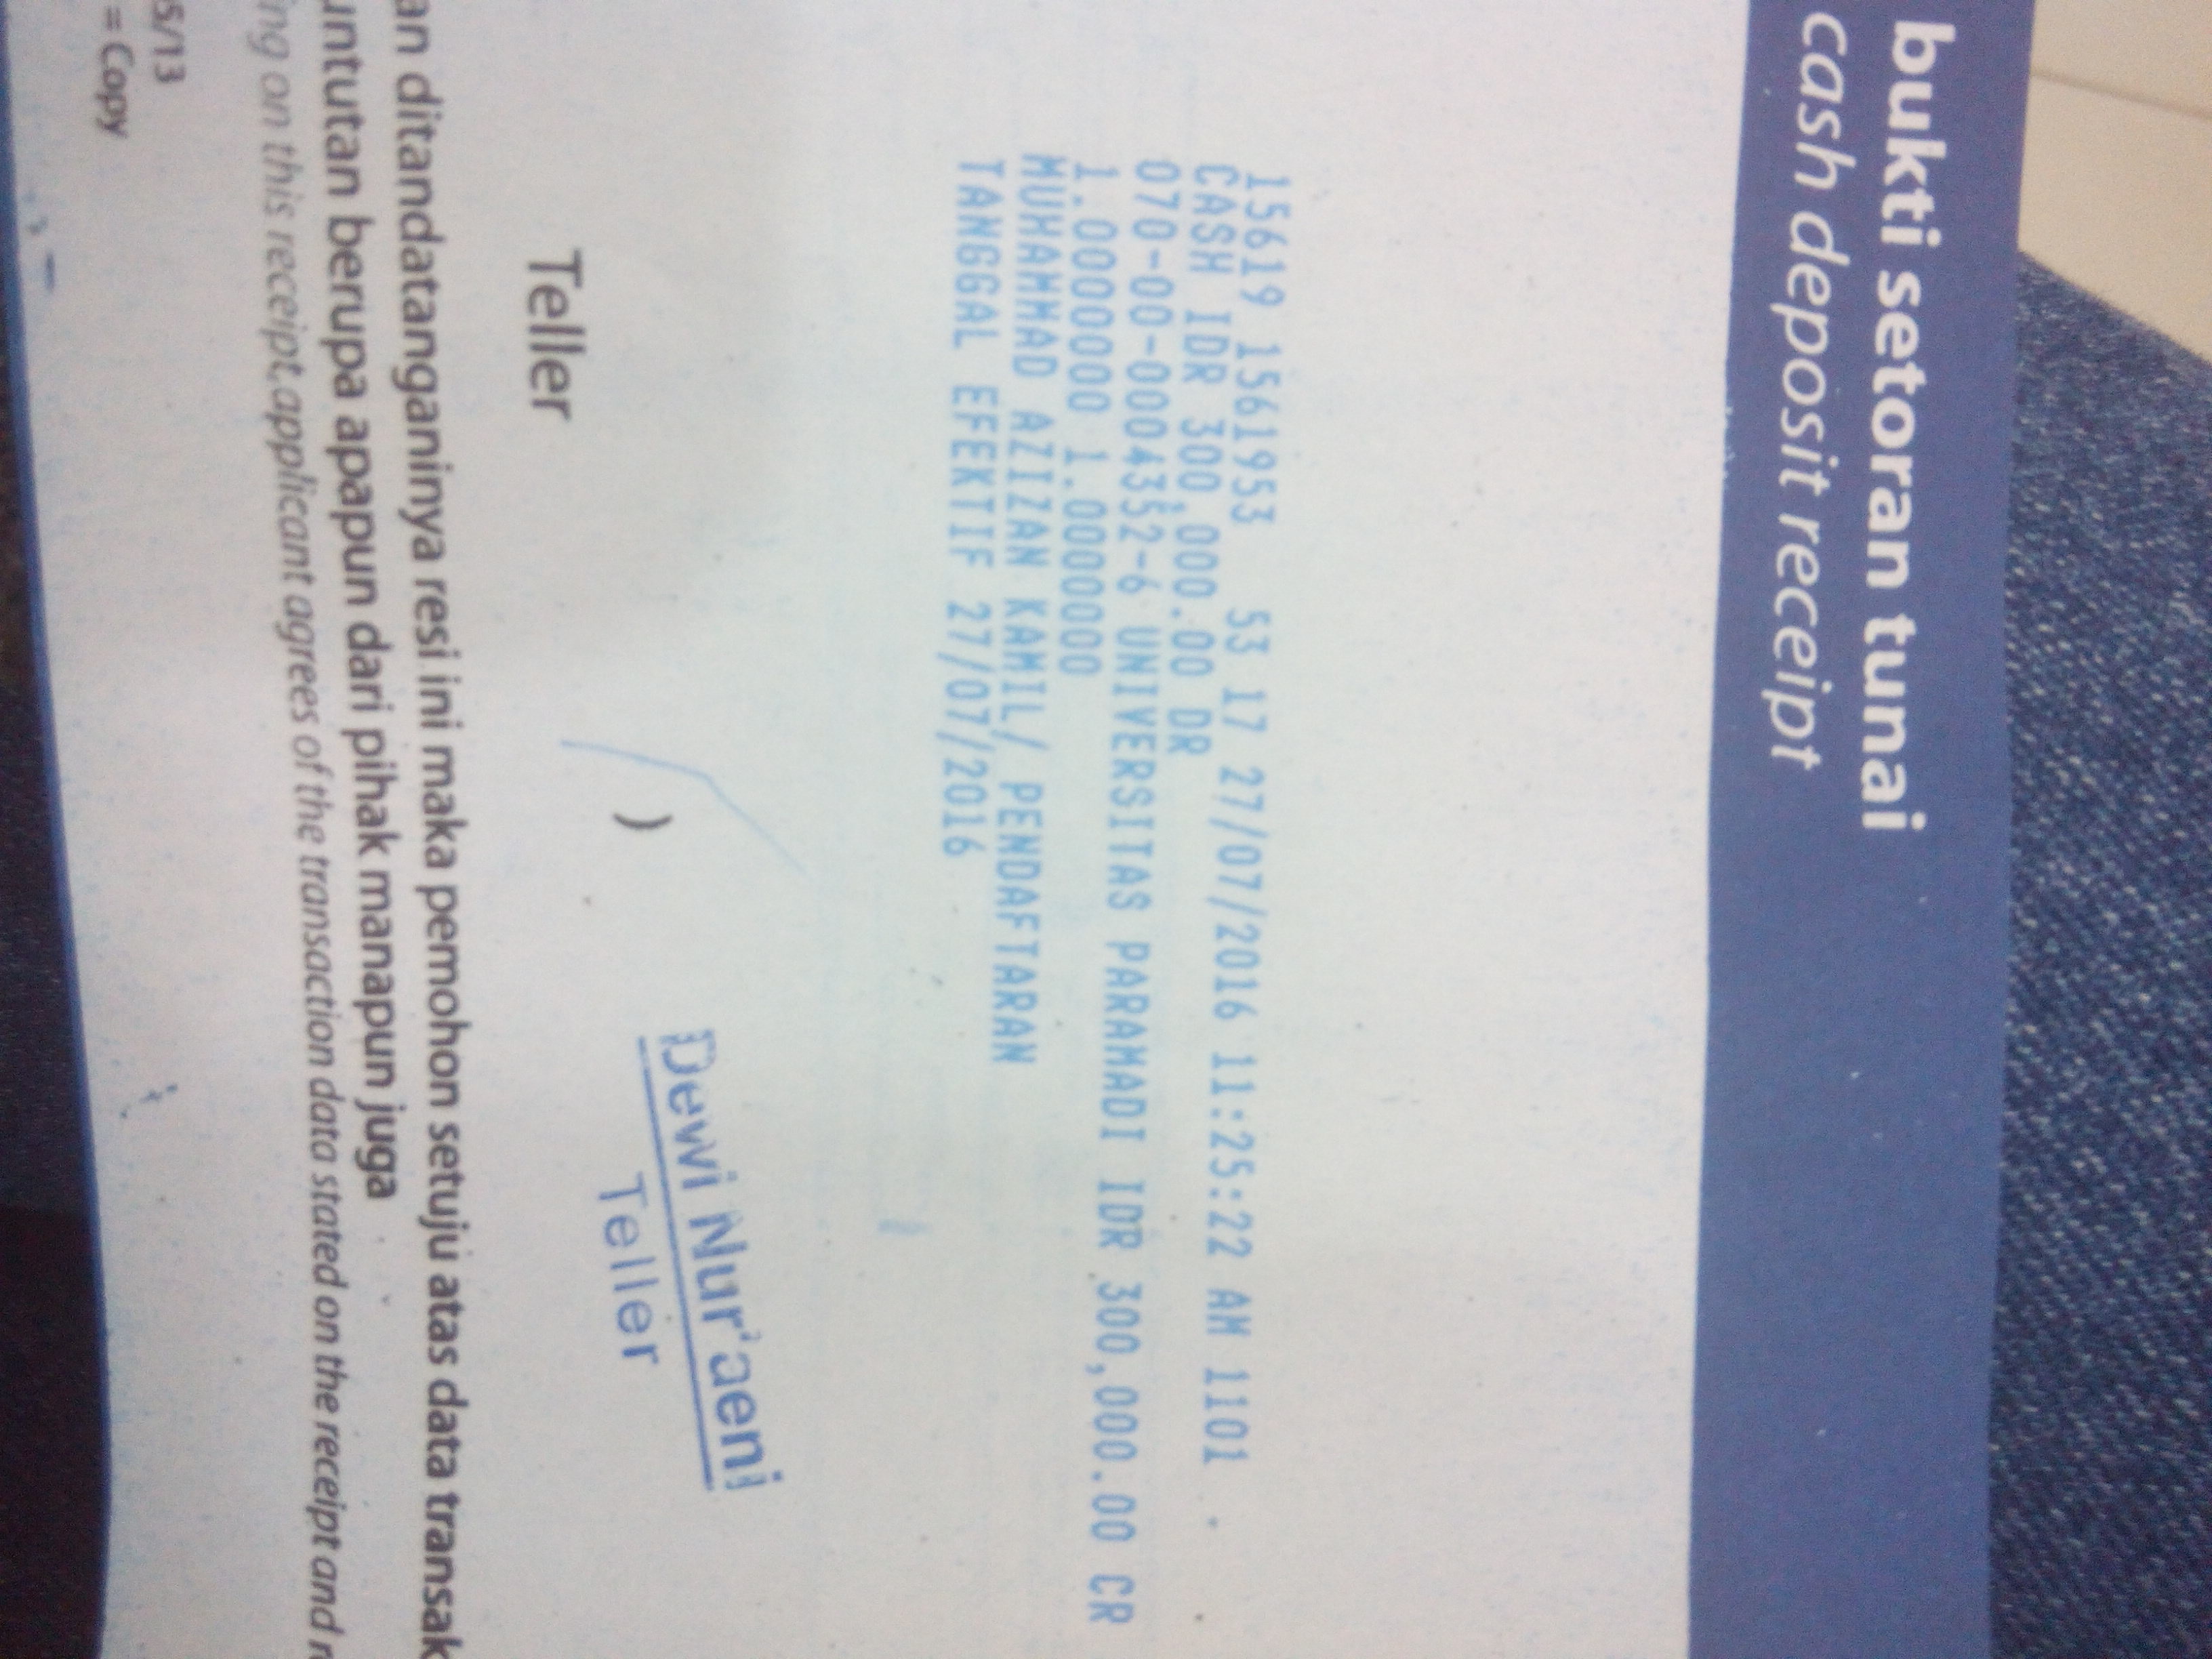 bukti setoran tunai
cash deposit receipt
15619 1561953 53 17 27/07/2016 11:25:22 AM 1101
CASH IDR 300,000.00 DR
070-00-0004352-6 UNIVERSITAS PARAMADI IDR 300,000.00 CR
1.0000000 1.0000000
MUHAMMAD AZIZAN KAMIL/ PENDAFTARAN
TANGGAL EFEKTIF 27/07/2016
Dewi Nur'aeni
Teller
)
Teller
an ditandatanganinya resi ini maka pemohon setuju atas data transak
untutan berupa apapun dari pihak manapun juga
ing on this receipt, applicant agrees of the transaction data stated on the receipt and r
5/13
= Copy